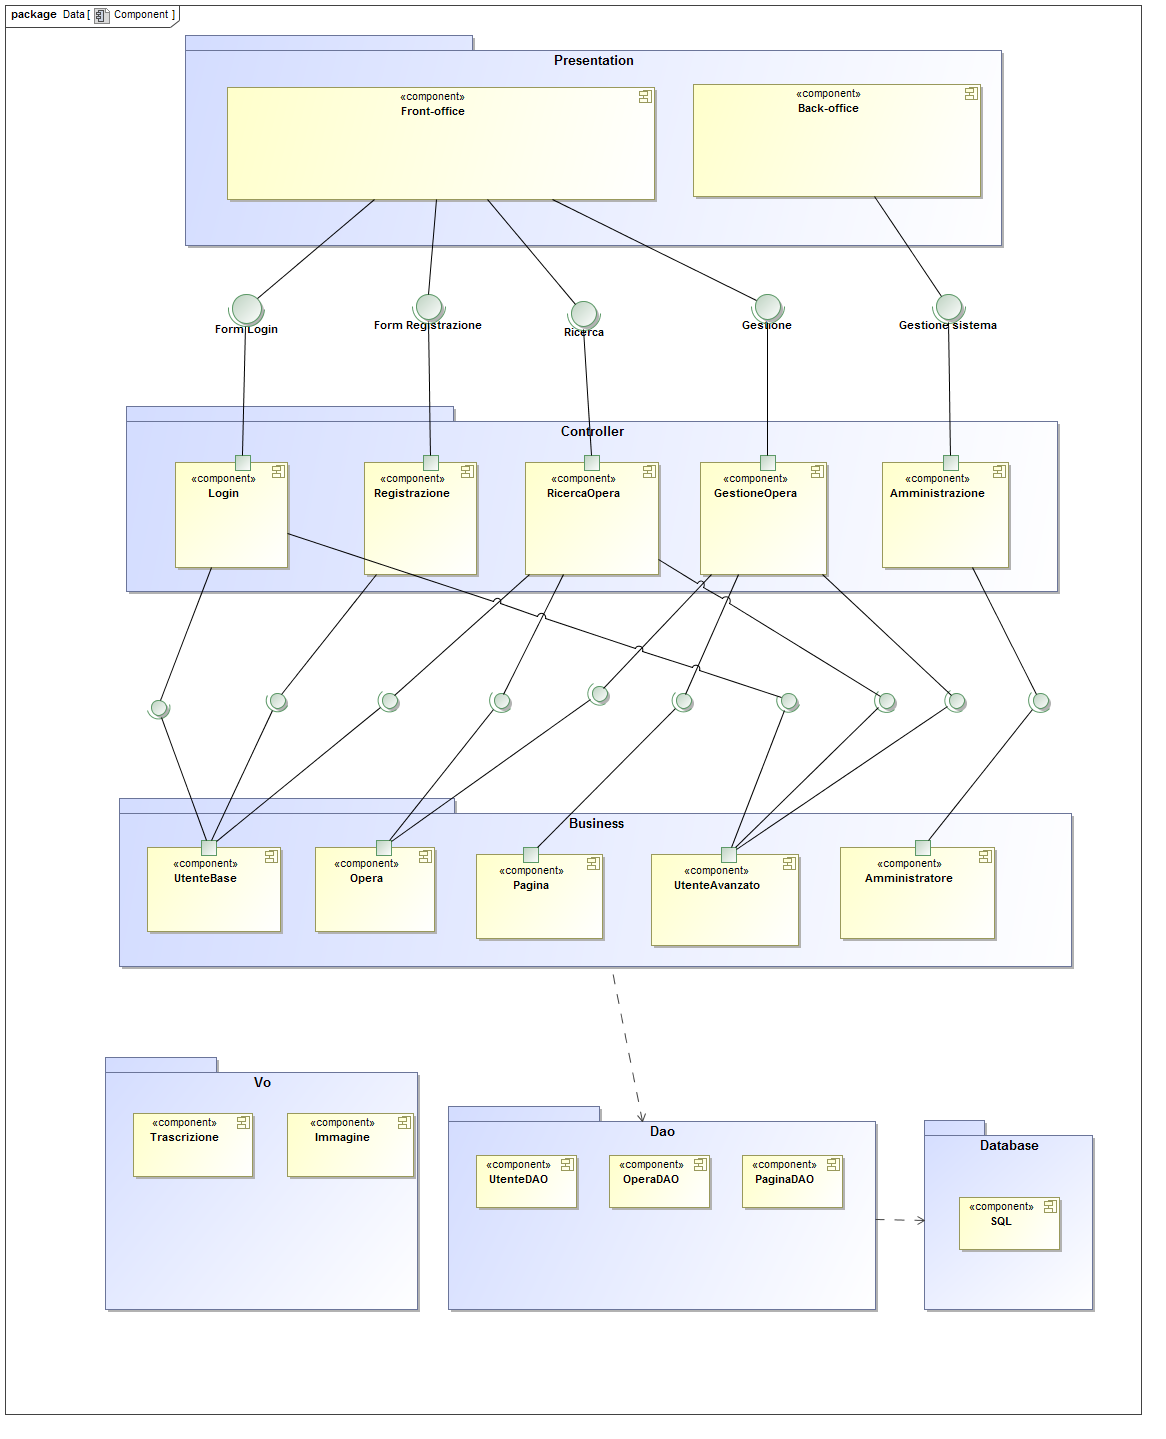 package Data [ Component ]
Presentation
«component»
Front-office
«component»
Back-office
Form Login
Form Registrazione
Ricerca
Gestione
Gestione sistema
Controller
«component»
Login
«component»
Registrazione
«component»
RicercaOpera
«component»
GestioneOpera
«component»
Amministrazione
Business
«component»
UtenteBase
«component»
Opera
«component»
Pagina
«component»
UtenteAvanzato
«component»
Amministratore
Vo
«component»
Trascrizione
«component»
Immagine
Dao
«component»
UtenteDAO
«component»
OperaDAO
«component»
PaginaDAO
Database
«component»
SQL